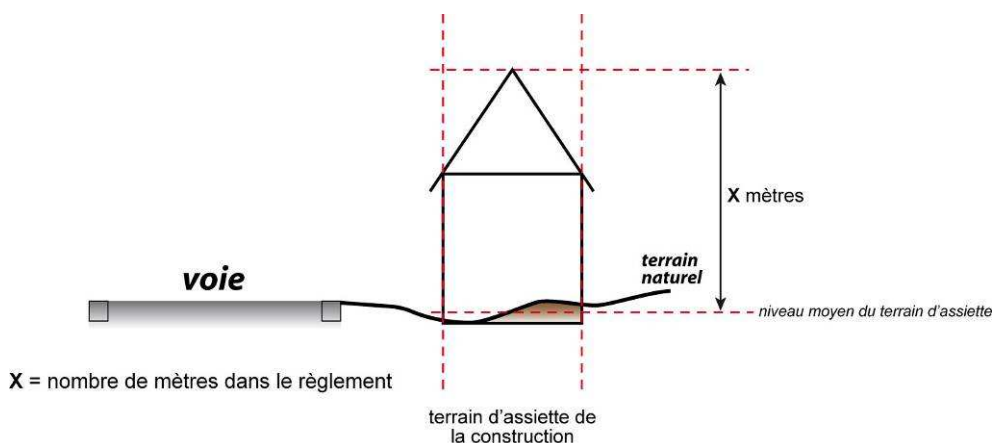 X mètres
voie
terrain
naturel
niveau moyen du terrain d'assiette
X = nombre de mètres dans le règlement
terrain d'assiette de
la construction